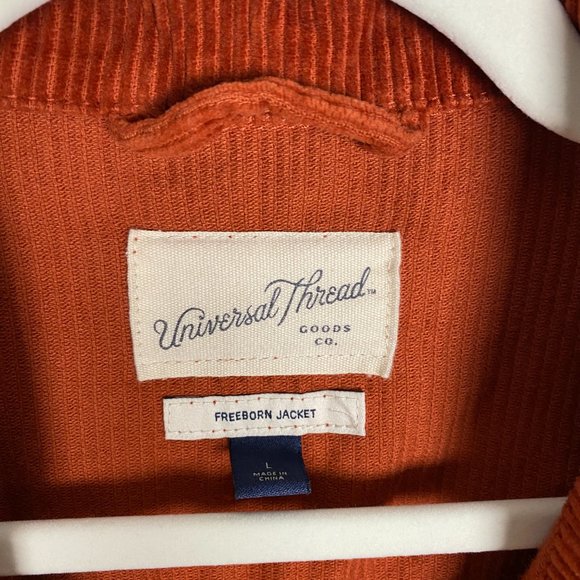 Universal Thread™
GOODS
CO.
FREEBORN JACKET
L
MADE IN
CHINA